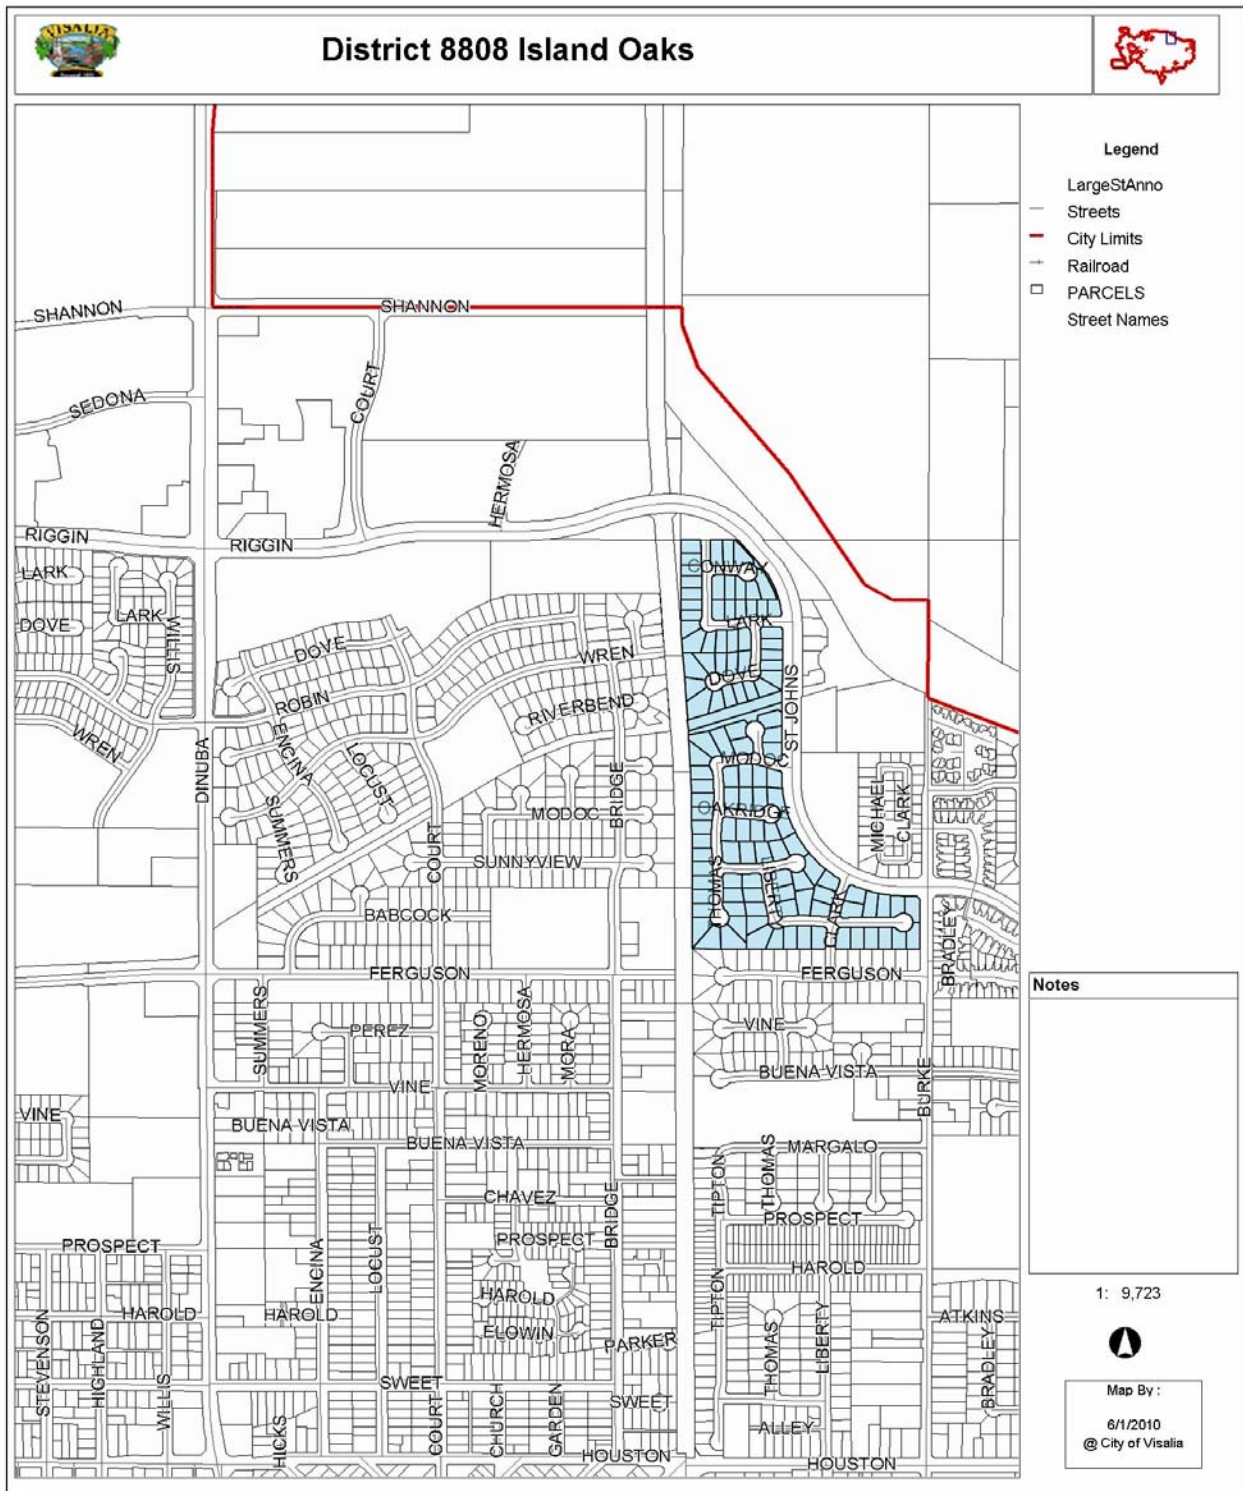 VISALIA
District 8808 Island Oaks
Legend
LargeStAnno
Streets
City Limits
Railroad
PARCELS
Street Names
SHANNON
SHANNON
SEDONA
COURT
HERMOSA
RIGGIN
RIGGIN
LARK
LARK
DOVE
WILLIS
WREN
DINUBA
DOVE
ROBIN
ENCINA
LOCUST
SUMMERS
WREN
RIVERBEND
BRIDGE
MODOC
COURT
SUNNYVIEW
BABCOCK
CONWAY
LARK
DOVE
ST JOHNS
MODOC
OAKRIDGE
THOMAS
LIBERTY
CLARK
MICHAEL
CLARK
BRADLEY
FERGUSON
FERGUSON
SUMMERS
PEREZ
MORENO
HERMOSA
MORA
VINE
VINE
VINE
BUENA VISTA
BUENA VISTA
BUENA VISTA
BURKE
MARGALO
TIPTON
THOMAS
CHAVEZ
BRIDGE
PROSPECT
PROSPECT
PROSPECT
ENCINA
LOCUST
HAROLD
HAROLD
HAROLD
HAROLD
ELOWIN
PARKER
TIPTON
THOMAS
LIBERTY
ATKINS
BRADLEY
STEVENSON
HIGHLAND
WILLIS
SWEET
SWEET
HICKS
COURT
CHURCH
GARDEN
ALLEY
HOUSTON
HOUSTON
Notes
1: 9,723
Map By :
6/1/2010
@ City of Visalia